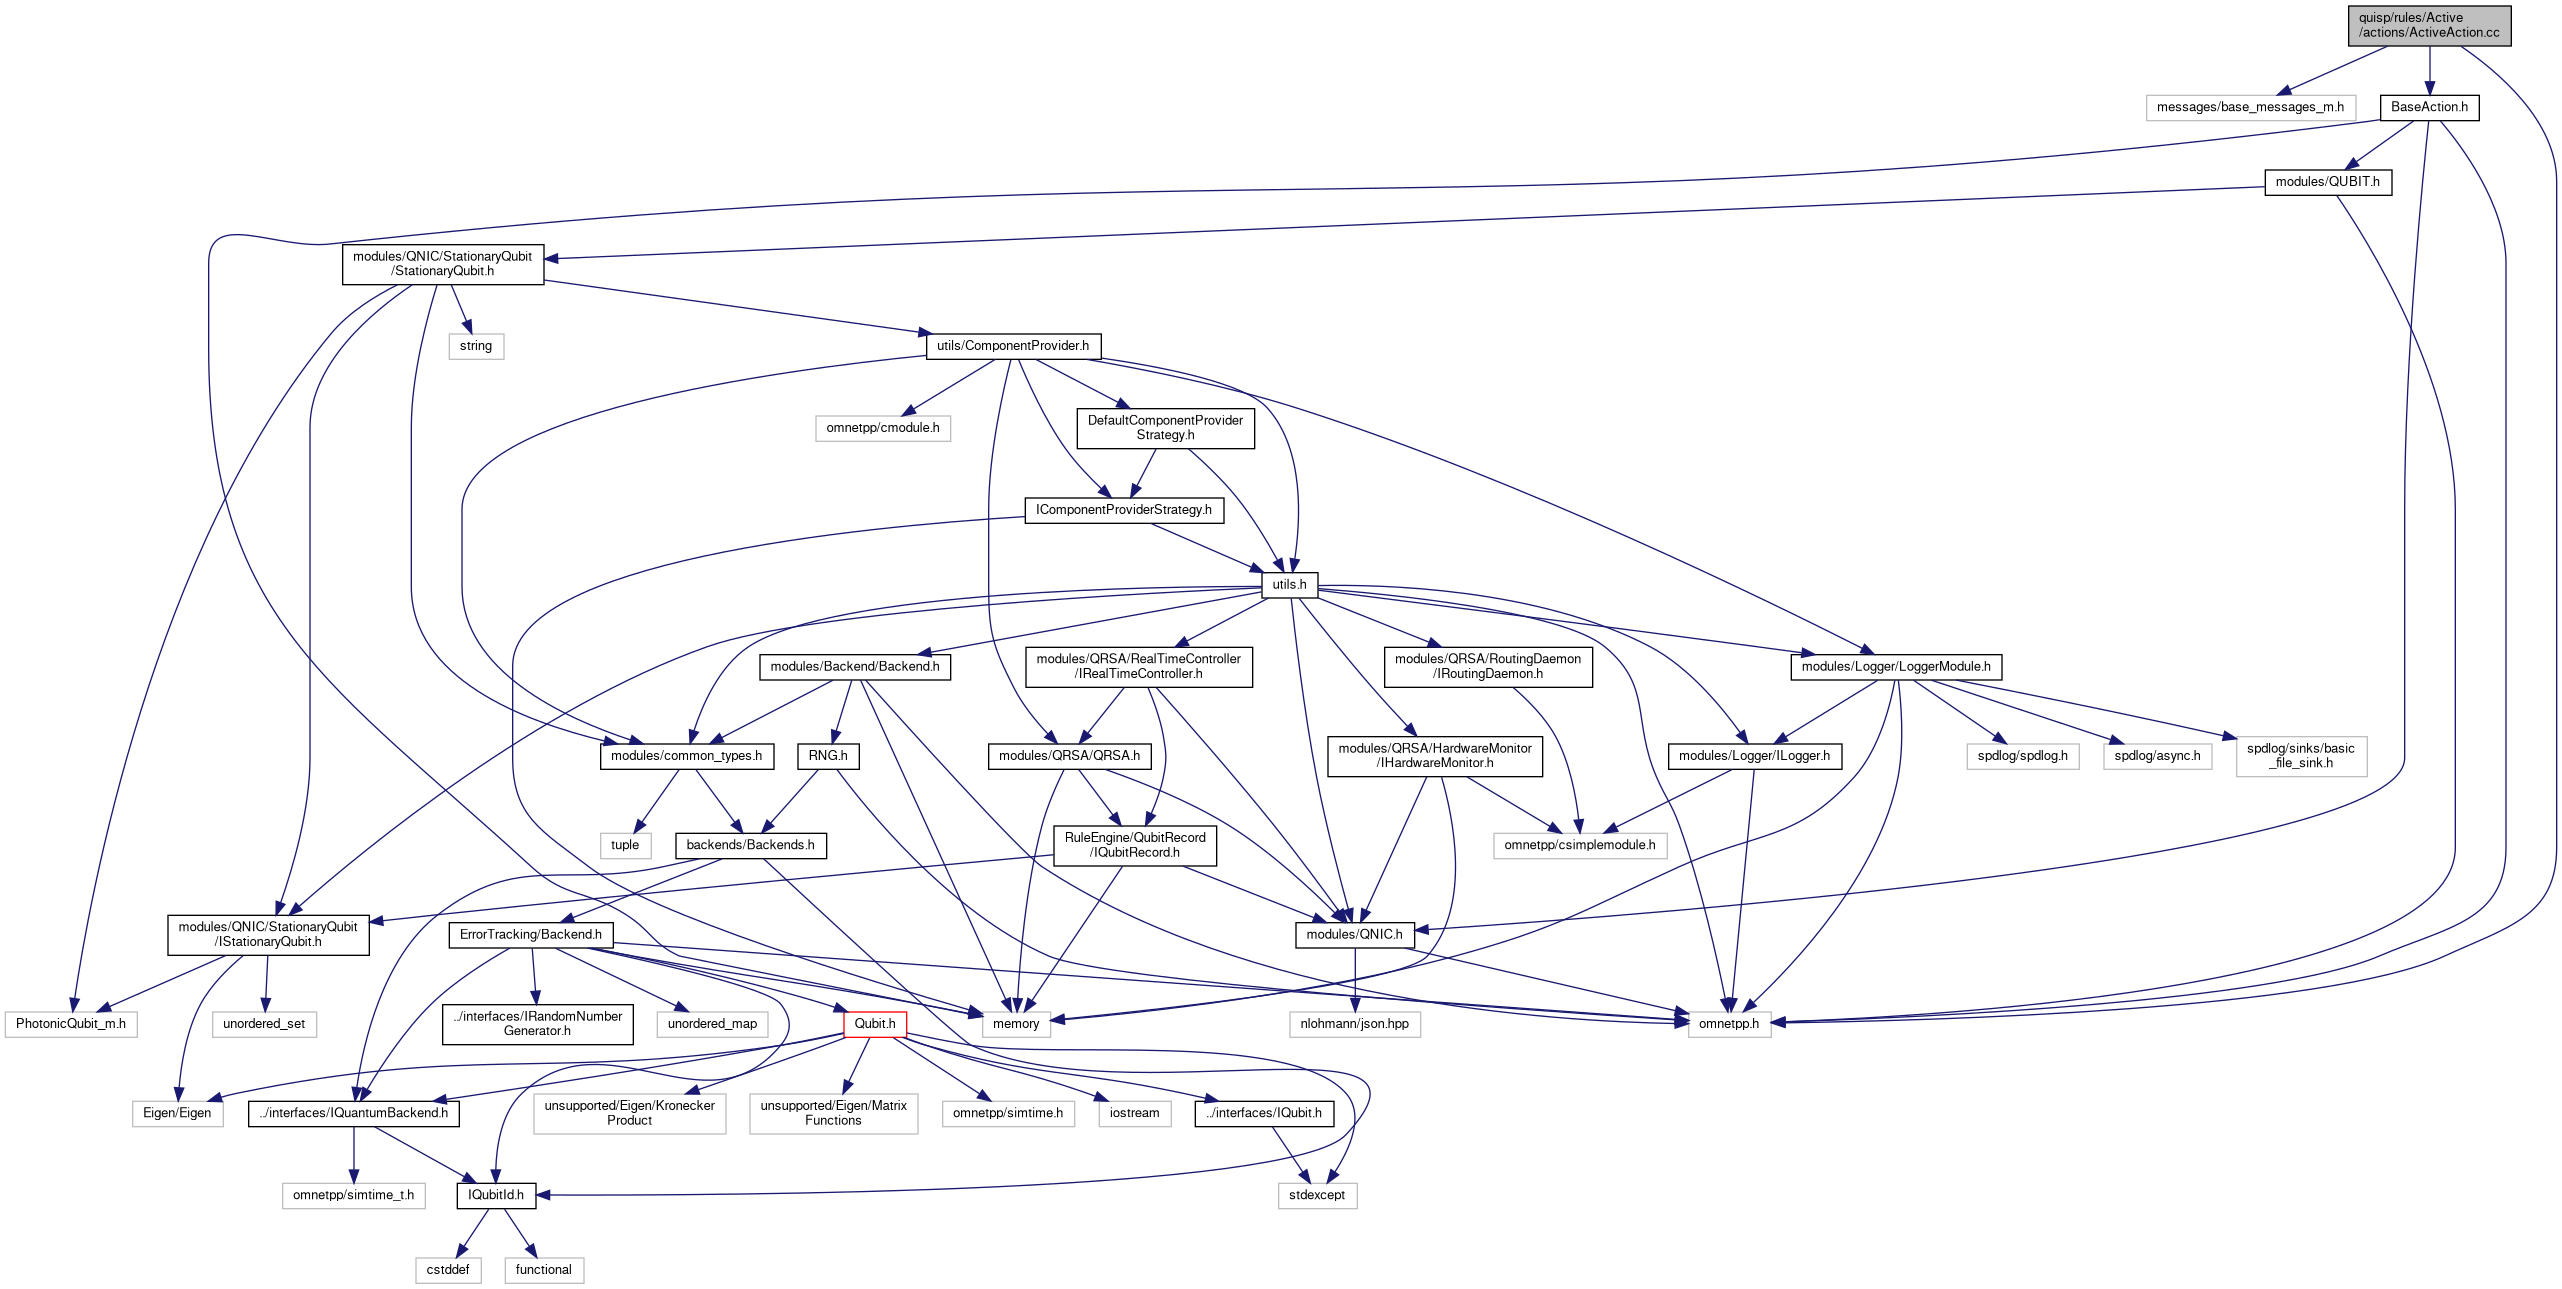 quisp/rules/Active
/actions/ActiveAction.cc
messages/base_messages_m.h
BaseAction.h
modules/QUBIT.h
modules/QNIC/StationaryQubit
/StationaryQubit.h
string
utils/ComponentProvider.h
omnetpp/cmodule.h
DefaultComponentProvider
Strategy.h
IComponentProviderStrategy.h
utils.h
modules/Backend/Backend.h
modules/QRSA/RealTimeController
/IRealTimeController.h
modules/QRSA/RoutingDaemon
/IRoutingDaemon.h
modules/Logger/LoggerModule.h
modules/common_types.h
RNG.h
modules/QRSA/QRSA.h
modules/QRSA/HardwareMonitor
/IHardwareMonitor.h
modules/Logger/ILogger.h
spdlog/spdlog.h
spdlog/async.h
spdlog/sinks/basic
_file_sink.h
tuple
backends/Backends.h
RuleEngine/QubitRecord
/IQubitRecord.h
omnetpp/csimplemodule.h
modules/QNIC/StationaryQubit
/IStationaryQubit.h
ErrorTracking/Backend.h
modules/QNIC.h
PhotonicQubit_m.h
unordered_set
../interfaces/IRandomNumber
Generator.h
unordered_map
Qubit.h
memory
nlohmann/json.hpp
omnetpp.h
Eigen/Eigen
../interfaces/IQuantumBackend.h
unsupported/Eigen/Kronecker
Product
unsupported/Eigen/Matrix
Functions
omnetpp/simtime.h
iostream
../interfaces/IQubit.h
omnetpp/simtime_t.h
IQubitId.h
stdexcept
cstddef
functional